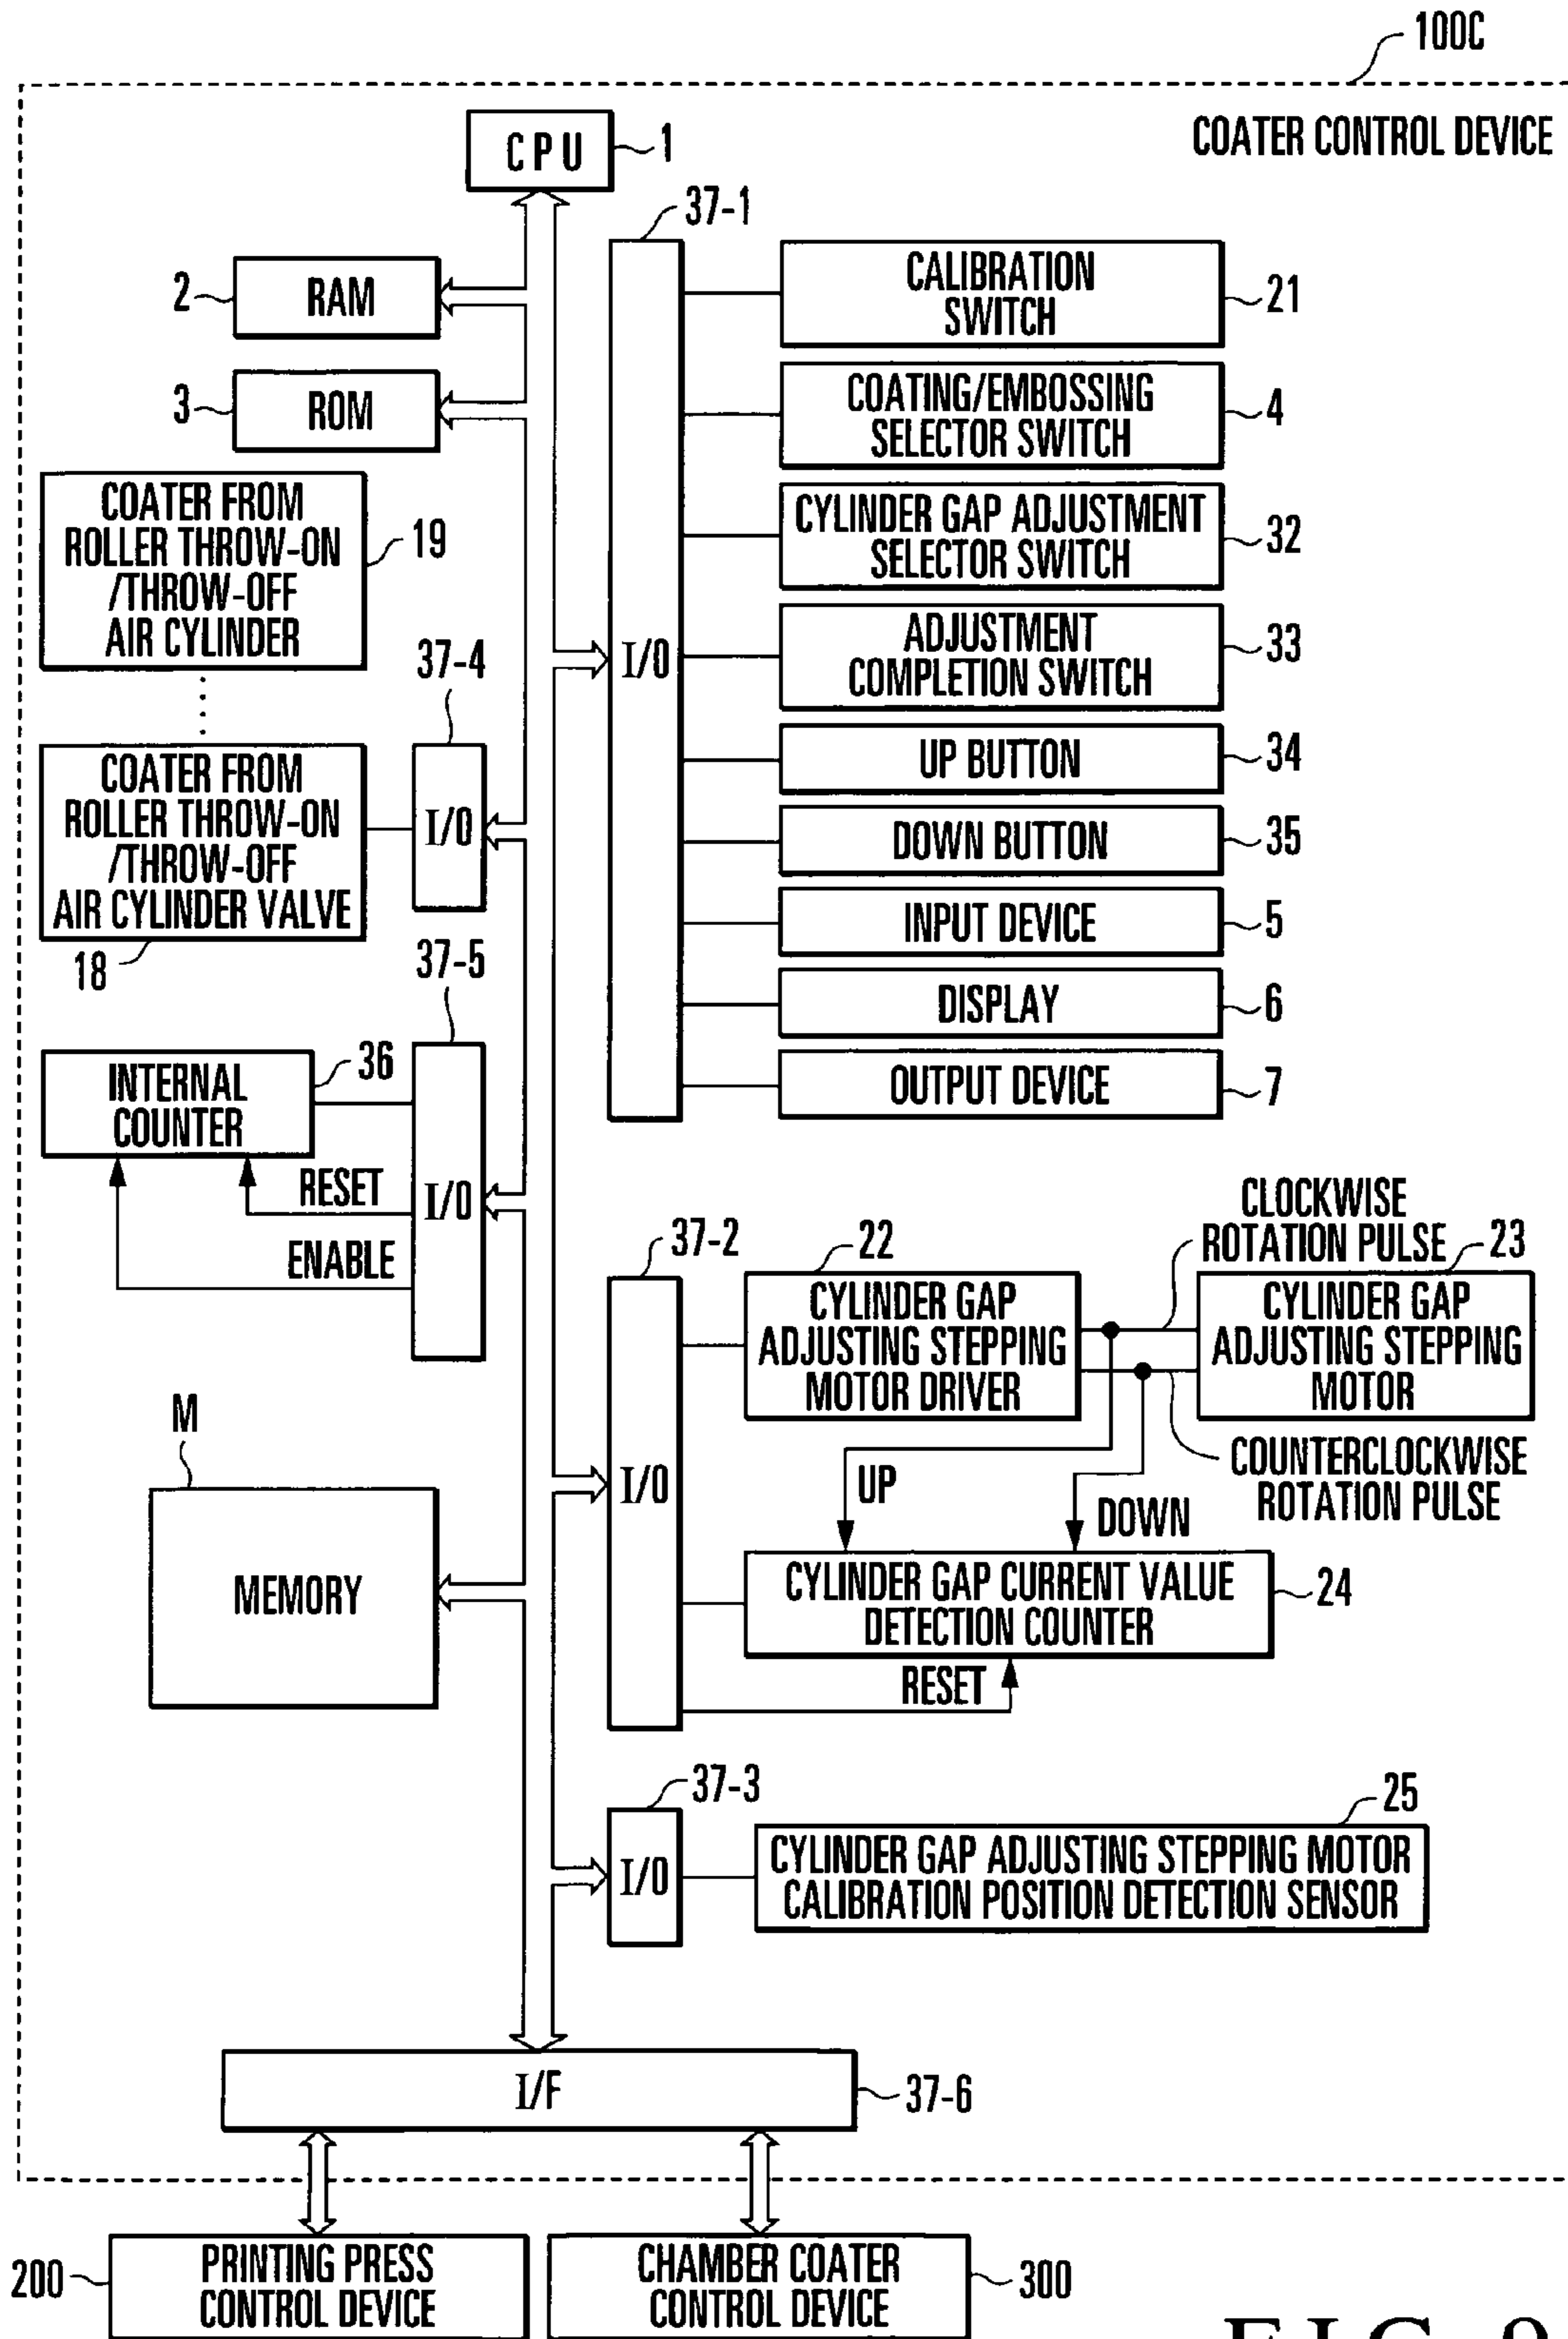 100C
COATER CONTROL DEVICE
CPU
1
37-1
2
RAM
CALIBRATION
SWITCH
21
3
ROM
COATING/EMBOSSING
SELECTOR SWITCH
4
COATER FROM
ROLLER THROW-ON
/THROW-OFF
AIR CYLINDER
19
CYLINDER GAP ADJUSTMENT
SELECTOR SWITCH
32
37-4
I/O
ADJUSTMENT
COMPLETION SWITCH
33
COATER FROM
ROLLER THROW-ON
/THROW-OFF
AIR CYLINDER VALVE
18
I/O
UP BUTTON
34
DOWN BUTTON
35
37-5
INPUT DEVICE
5
DISPLAY
6
INTERNAL
COUNTER
36
OUTPUT DEVICE
7
RESET
ENABLE
I/O
37-2
22
CLOCKWISE
ROTATION PULSE
23
CYLINDER GAP
ADJUSTING STEPPING
MOTOR DRIVER
CYLINDER GAP
ADJUSTING STEPPING
MOTOR
M
MEMORY
I/O
UP
DOWN
COUNTERCLOCKWISE
ROTATION PULSE
CYLINDER GAP CURRENT VALUE
DETECTION COUNTER
24
RESET
37-3
25
I/O
CYLINDER GAP ADJUSTING STEPPING MOTOR
CALIBRATION POSITION DETECTION SENSOR
I/F
37-6
200
PRINTING PRESS
CONTROL DEVICE
CHAMBER COATER
CONTROL DEVICE
300